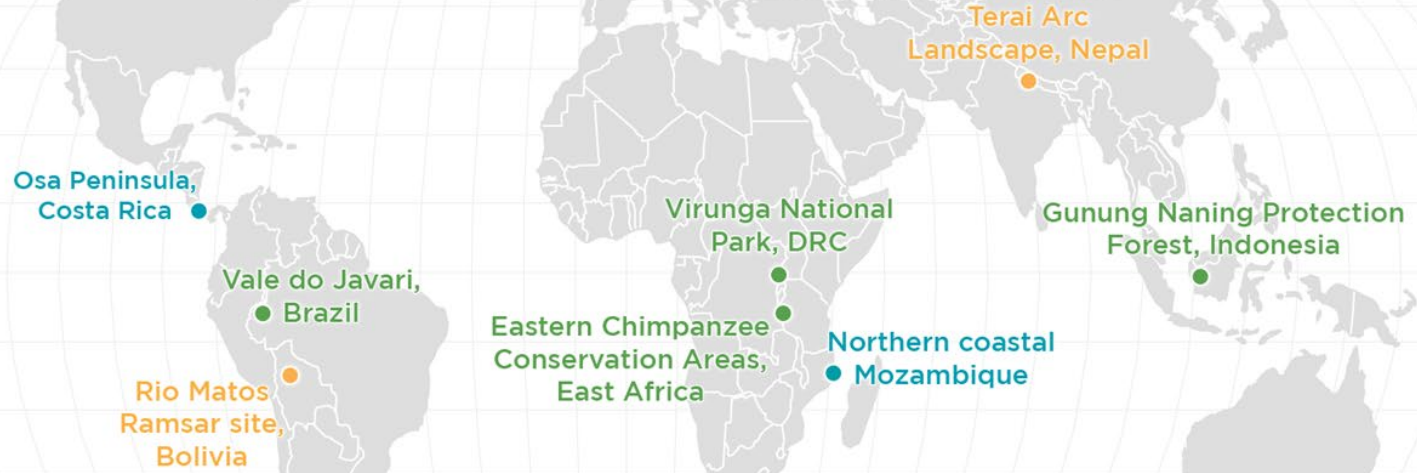 Terai Arc
Landscape, Nepal
Osa Peninsula,
Costa Rica
Virunga National
Park, DRC
Gunung Naning Protection
Forest, Indonesia
Vale do Javari,
Brazil
Eastern Chimpanzee
Conservation Areas,
East Africa
Northern coastal
Mozambique
Rio Matos
Ramsar site,
Bolivia